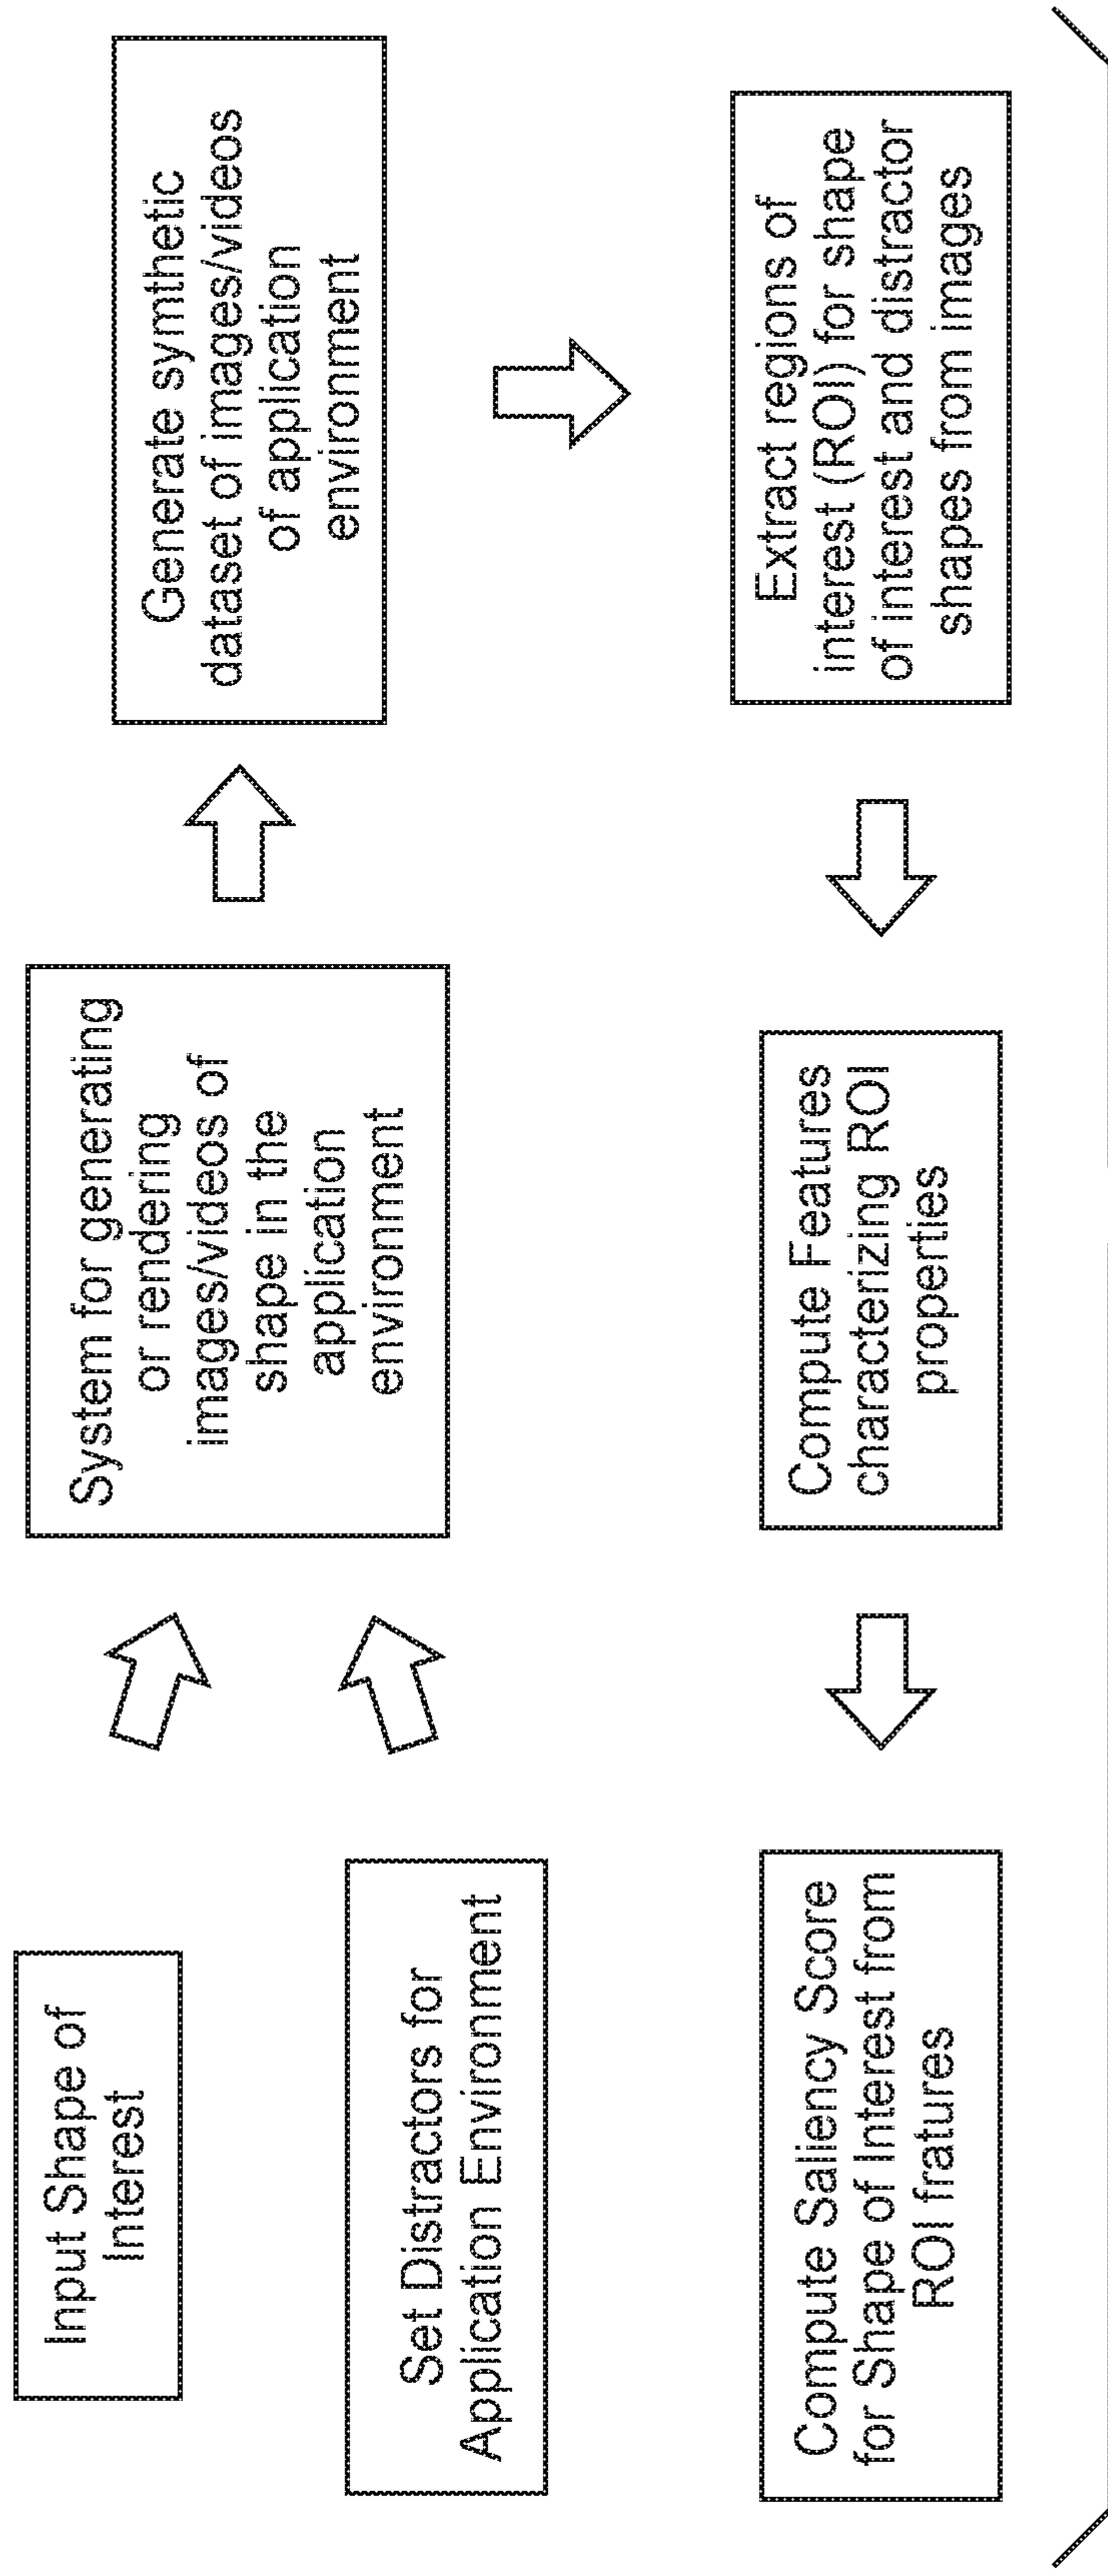 Input Shape of
Interest
Set Distractors for
Application Environment
System for generating
or rendering
images/videos of
shape in the
application
environment
Generate symthetic
dataset of images/videos
of application
environment
Extract regions of
interest (ROI) for shape
of interest and distractor
shapes from images
Compute Features
characterizing ROI
properties
Compute Saliency Score
for Shape of Interest from
ROI fratures